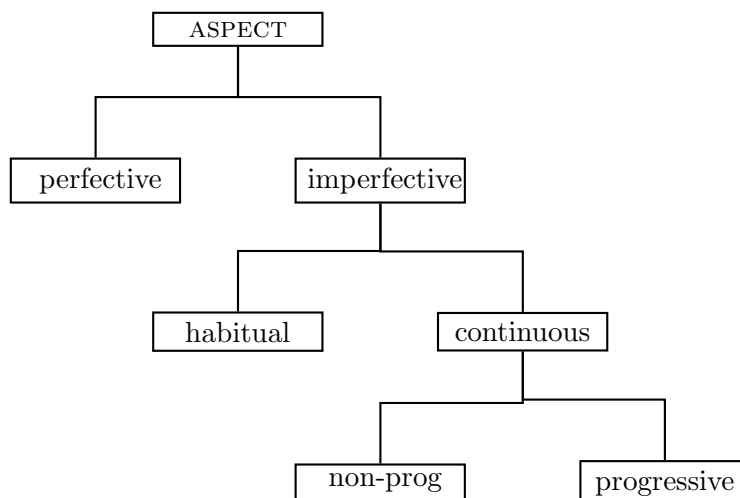 ASPECT
perfective
imperfective
habitual
continuous
non-prog
progressive